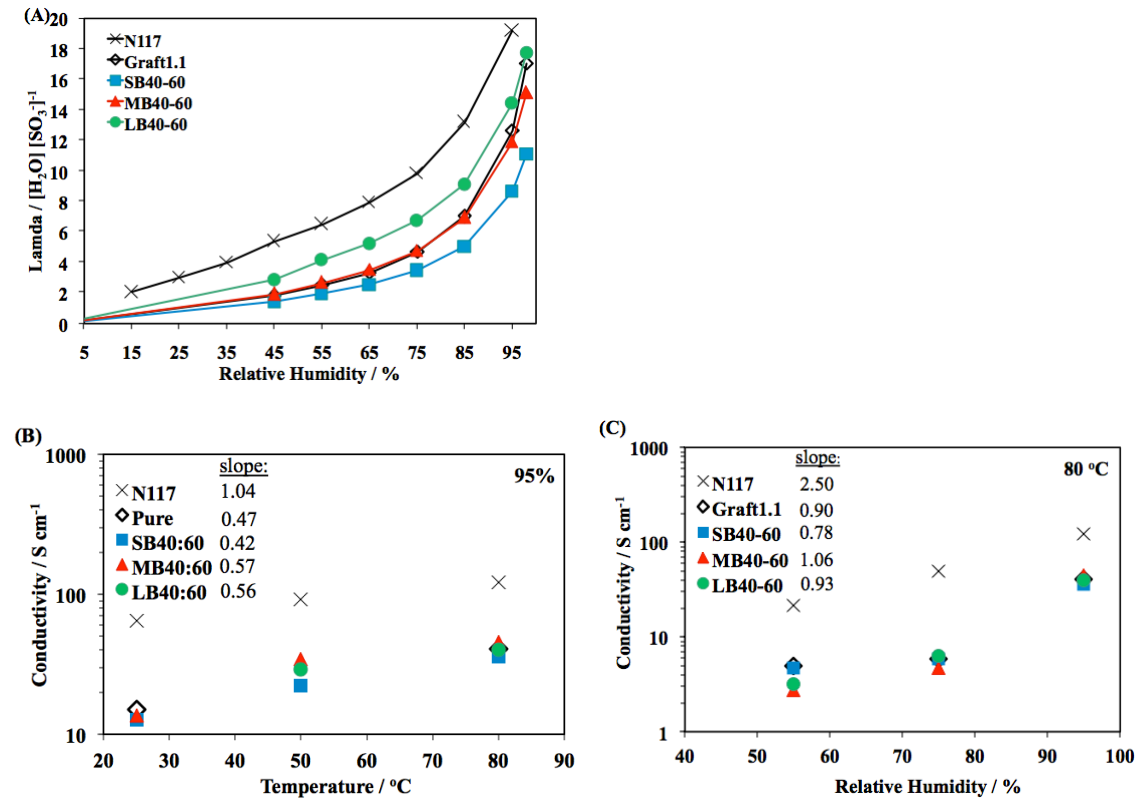 (A)
20
18
16
14
12
10
8
6
4
2
0
Lamda / [H₂O] [SO₃]⁻¹
N117
Graft1.1
SB40-60
MB40-60
LB40-60
5 15 25 35 45 55 65 75 85 95
Relative Humidity / %
(B)
1000
100
10
Conductivity / S cm⁻¹
slope:
95%
N117 1.04
Pure 0.47
SB40:60 0.42
MB40:60 0.57
LB40:60 0.56
20 30 40 50 60 70 80 90
Temperature / ºC
(C)
1000
100
10
1
Conductivity / S cm⁻¹
slope:
80 ºC
N117 2.50
Graft1.1 0.90
SB40-60 0.78
MB40-60 1.06
LB40-60 0.93
40 50 60 70 80 90 100
Relative Humidity / %